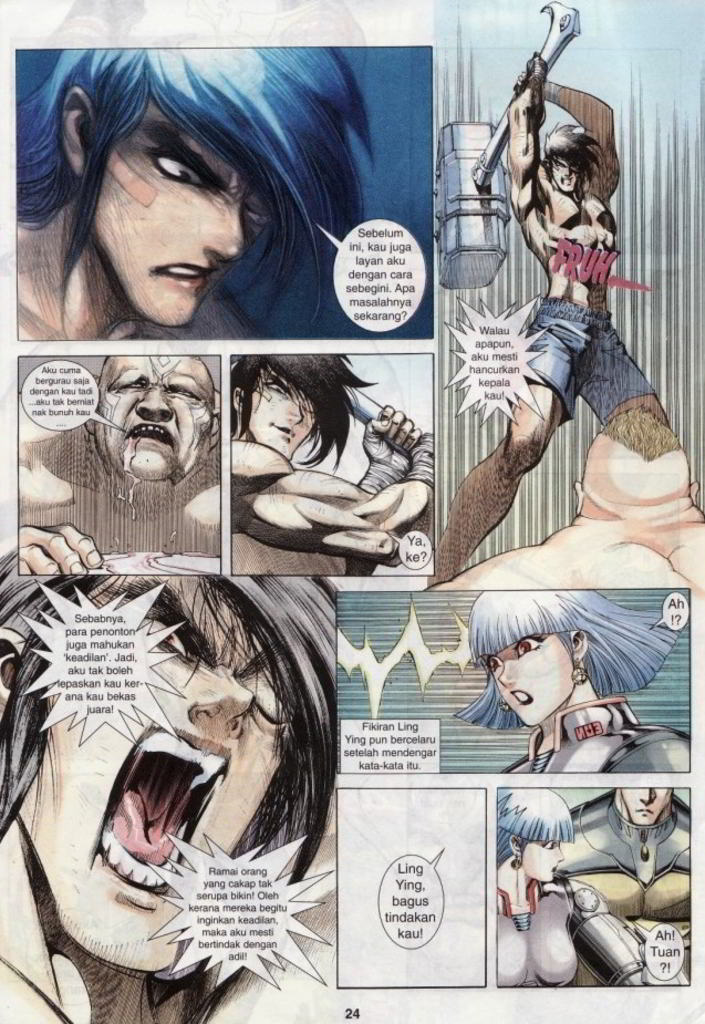 Sebelum
ini, kau juga
layan aku
dengan cara
sebegini. Apa
masalahnya
sekarang?
FRUH
Walau
apapun,
aku mesti
hancurkan
kepala
kau!
Aku cuma
bergurau saja
dengan kau tadi
...aku tak berniat
nak bunuh kau
....
Ya,
ke?
Sebabnya,
para penonton
juga mahukan
'keadilan'. Jadi,
aku tak boleh
lepaskan kau ker-
ana kau bekas
juara!
Ramai orang
yang cakap tak
serupa bikin! Oleh
kerana mereka begitu
inginkan keadilan,
maka aku mesti
bertindak dengan
adil!
Ah
!?
Fikiran Ling
Ying pun bercelaru
setelah mendengar
kata-kata itu.
Ling
Ying,
bagus
tindakan
kau!
Ah!
Tuan
?!
24